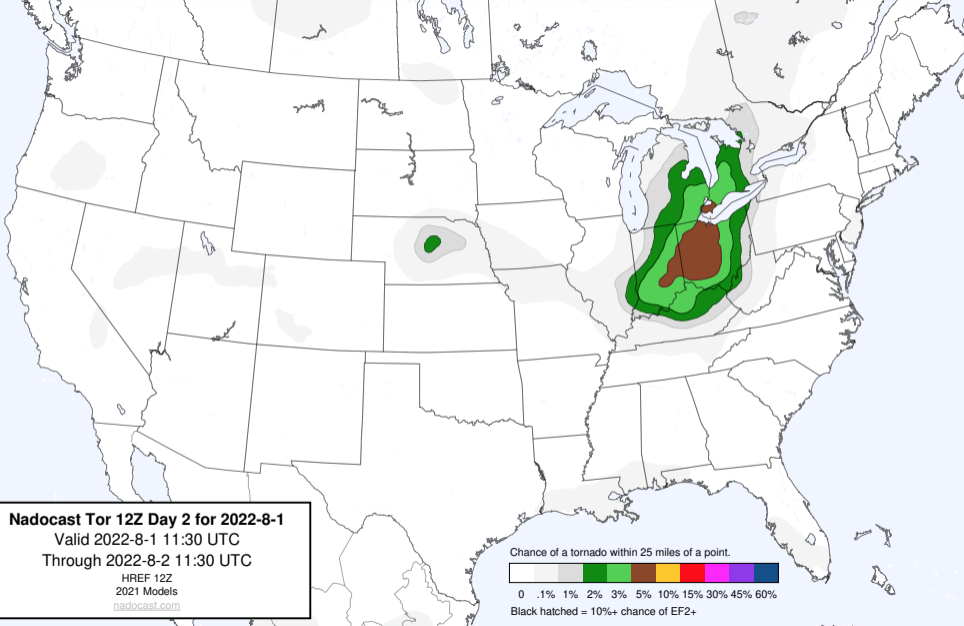 Nadocast Tor 12Z Day 2 for 2022-8-1
Valid 2022-8-1 11:30 UTC
Through 2022-8-2 11:30 UTC
HREF 12Z
2021 Models
nadocast.com
Chance of a tornado within 25 miles of a point.
0 .1% 1% 2% 3% 5% 10% 15% 30% 45% 60%
Black hatched = 10%+ chance of EF2+